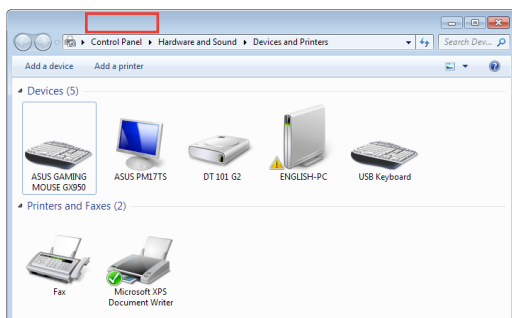 Control Panel Hardware and Sound Devices and Printers Search Dev...
Add a device Add a printer
Devices (5)
ASUS GAMING MOUSE GX950
ASUS PM17TS
DT 101 G2
ENGLISH-PC
USB Keyboard
Printers and Faxes (2)
Fax
Microsoft XPS
Document Writer